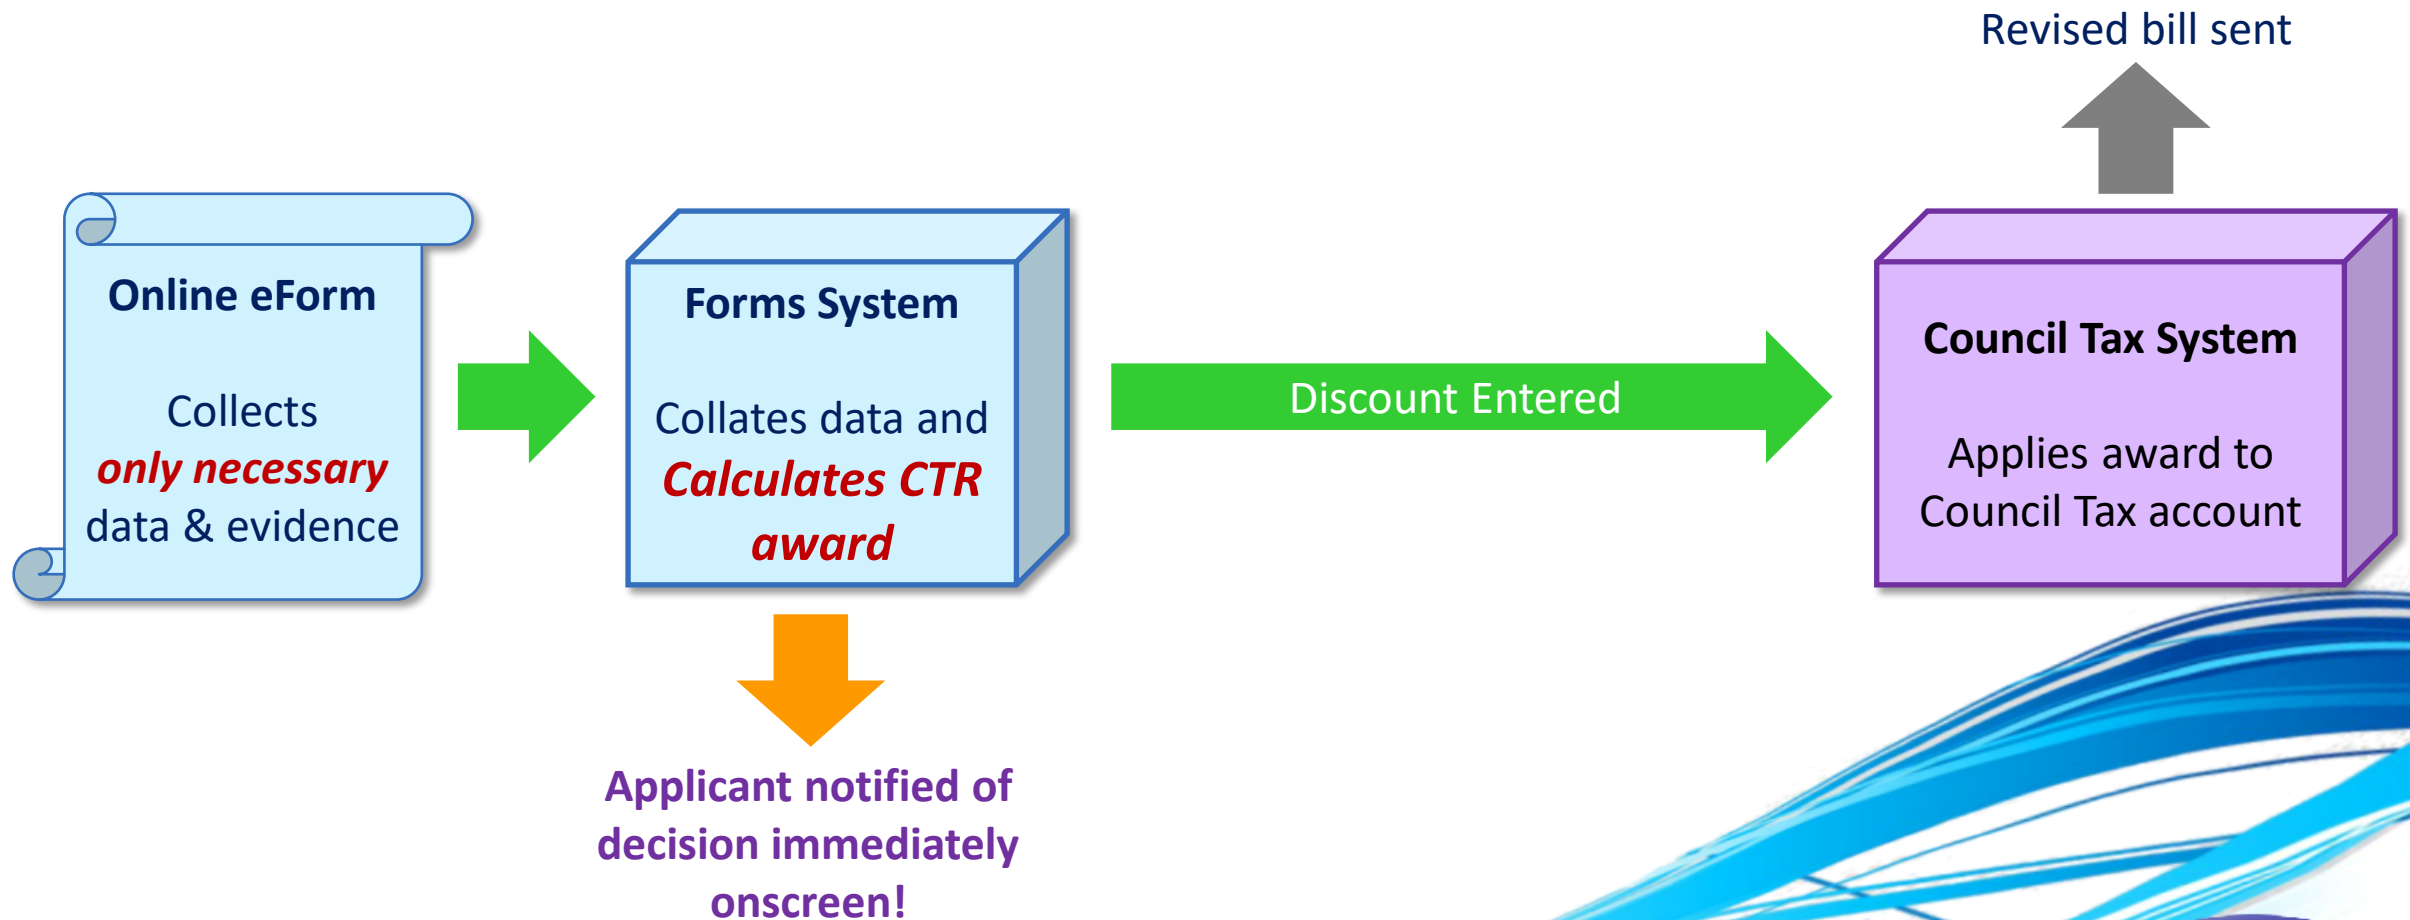 Revised bill sent
Online eForm
Collects
only necessary
data & evidence
Forms System
Collates data and
Calculates CTR
award
Discount Entered
Council Tax System
Applies award to
Council Tax account
Applicant notified of
decision immediately
onscreen!